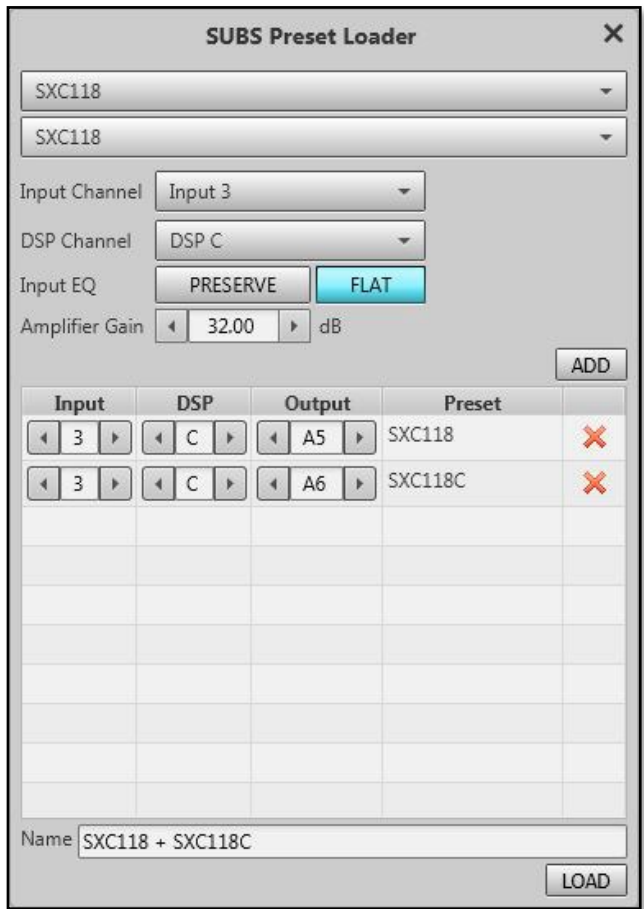 SUBS Preset Loader
SXC118
SXC118
Input Channel Input 3
DSP Channel DSP C
Input EQ PRESERVE FLAT
Amplifier Gain 32.00 dB
ADD
Input DSP Output Preset
3 C A5 SXC118
3 C A6 SXC118C
Name SXC118 + SXC118C
LOAD